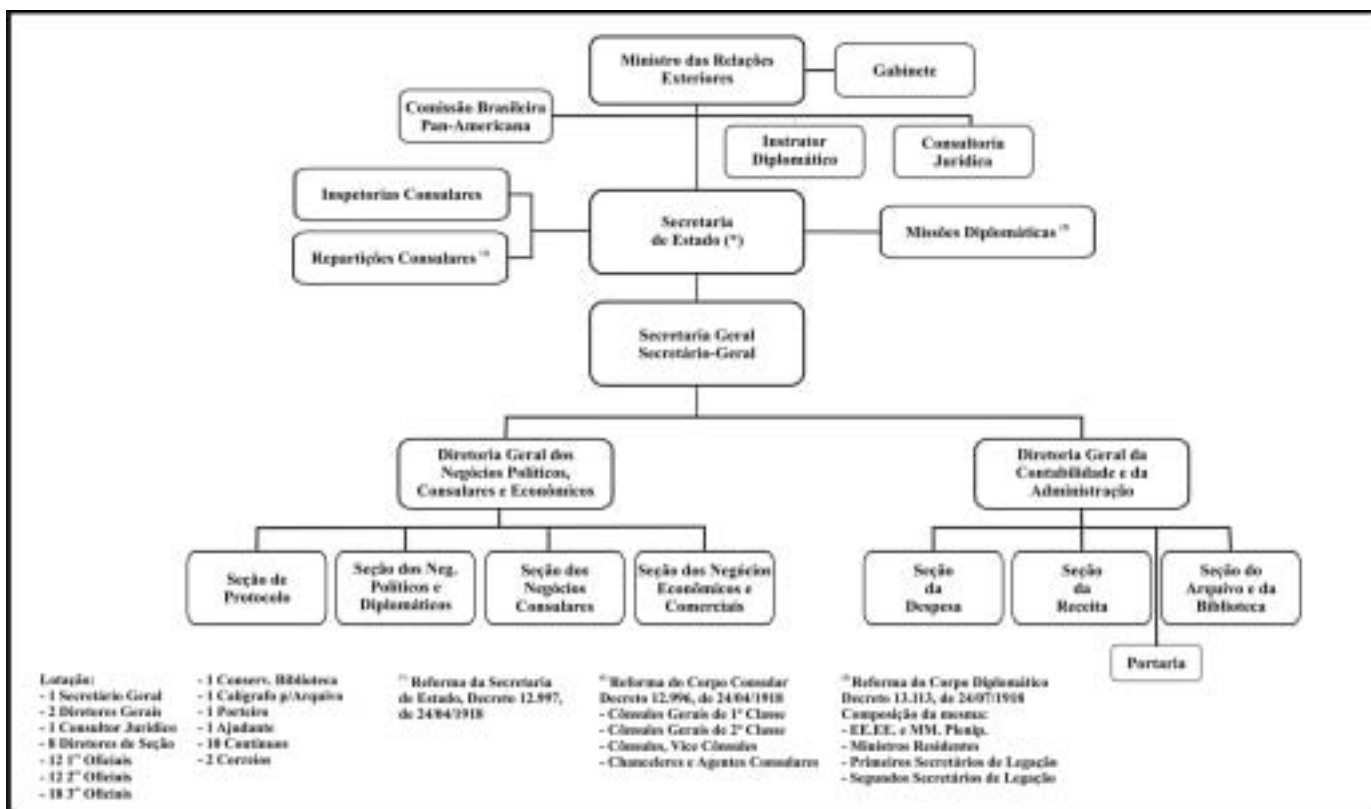 Ministro das Relações
Exteriores
Gabinete
Comissão Brasileira
Pan-Americana
Instrutor
Diplomático
Consultoria
Jurídica
Inspetorias Consulares
Repartições Consulares
Secretaria
de Estado (*)
Missões Diplomáticas
Secretaria Geral
Secretário-Geral
Diretoria Geral dos
Negócios Políticos,
Consulares e Econômicos
Diretoria Geral da
Contabilidade e da
Administração
Seção de
Protocolo
Seção dos Neg.
Políticos e
Diplomáticos
Seção dos
Negócios
Consulares
Seção dos Negócios
Econômicos e
Comerciais
Seção
da
Despesa
Seção
da
Receita
Seção do
Arquivo e da
Biblioteca
Portaria
Lotação:
- 1 Secretário Geral
- 2 Diretores Gerais
- 1 Consultor Jurídico
- 8 Diretores de Seção
- 12 1ºs Oficiais
- 12 2ºs Oficiais
- 18 3ºs Oficiais
- 1 Conserv. Biblioteca
- 1 Calígrafo p/Arquivo
- 1 Porteiro
- 1 Ajudante
- 10 Contínuos
- 2 Correios
Reforma da Secretaria
de Estado, Decreto 12.997,
de 24/04/1918
Reforma do Corpo Consular
Decreto 12.996, de 24/04/1918
- Cônsules Gerais de 1ª Classe
- Cônsules Gerais de 2ª Classe
- Cônsules, Vice Cônsules
- Chanceleres e Agentes Consulares
Reforma do Corpo Diplomático
Decreto 13.113, de 24/07/1918
Composição da mesma:
- EE.EE. e MM. Plenip.
- Ministros Residentes
- Primeiros Secretários de Legação
- Segundos Secretários de Legação